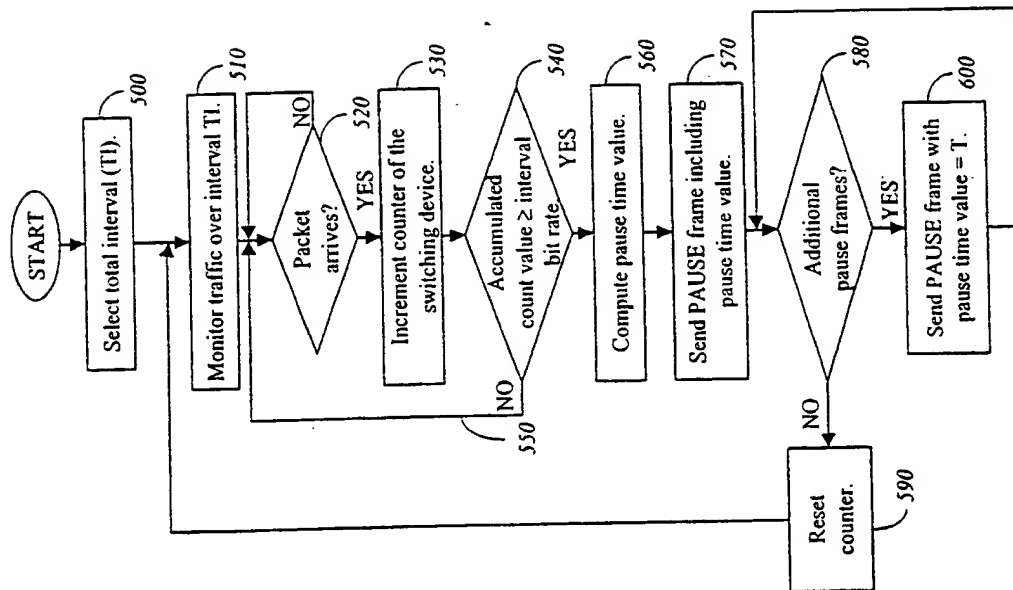 START
500
Select total interval (TI).
510
Monitor traffic over interval TI.
NO
520
Packet
arrives?
YES
530
Increment counter of the
switching device.
540
Accumulated
count value ≥ interval
bit rate.
NO
YES
550
560
Compute pause time value.
570
Send PAUSE frame including
pause time value.
580
Additional
pause frames?
NO
YES
590
Reset
counter.
600
Send PAUSE frame with
pause time value = T.